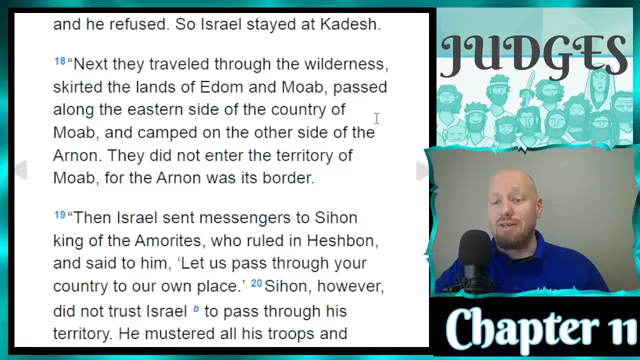 and he refused. So Israel stayed at Kadesh.
18 “Next they traveled through the wilderness,
skirted the lands of Edom and Moab, passed
along the eastern side of the country of
Moab, and camped on the other side of the
Arnon. They did not enter the territory of
Moab, for the Arnon was its border.
19 “Then Israel sent messengers to Sihon
king of the Amorites, who ruled in Heshbon,
and said to him, ‘Let us pass through your
country to our own place.’ 20 Sihon, however,
did not trust Israel b to pass through his
territory. He mustered all his troops and
JUDGES
Chapter 11